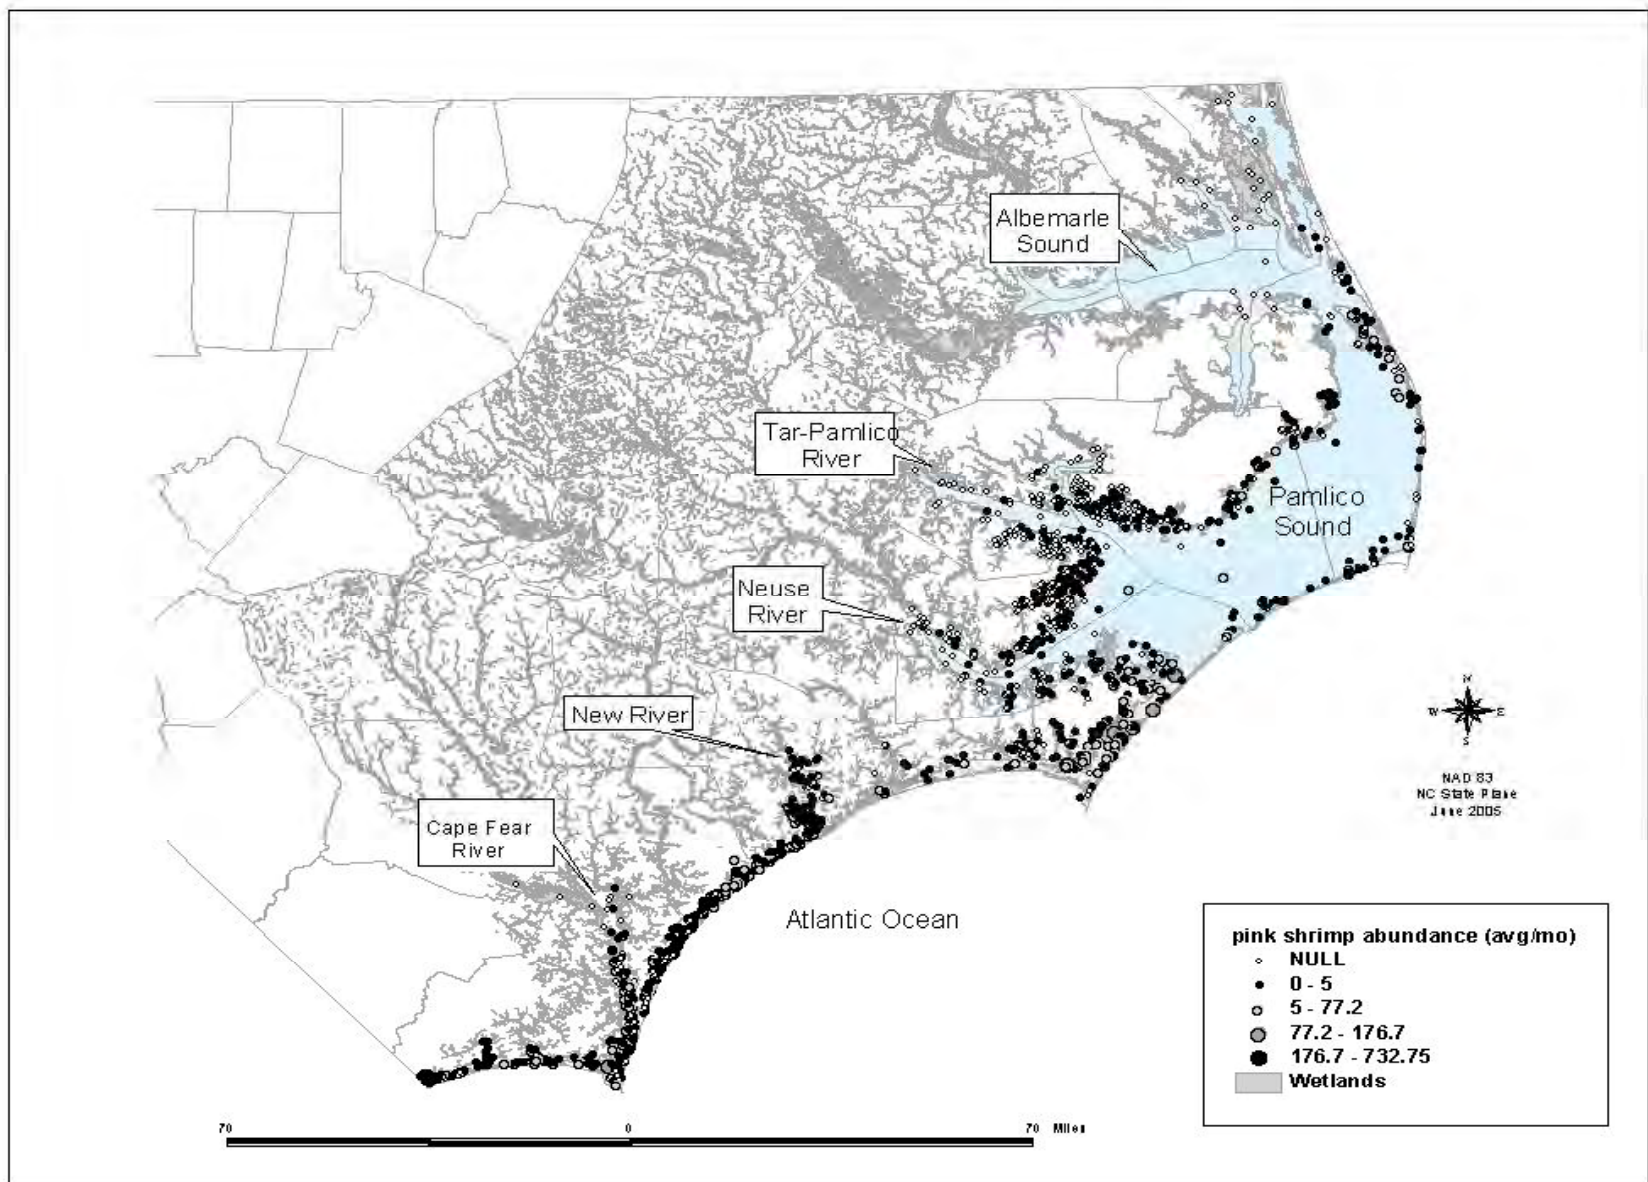 Albemarle
Sound
Tar-Pamlico
River
Pamlico
Sound
Neuse
River
New River
N
W E
S
NAD 83
NC State Plane
June 2005
Cape Fear
River
Atlantic Ocean
pink shrimp abundance (avg/mo)
NULL
0 - 5
5 - 77.2
77.2 - 176.7
176.7 - 732.75
Wetlands
70 0 70 Miles